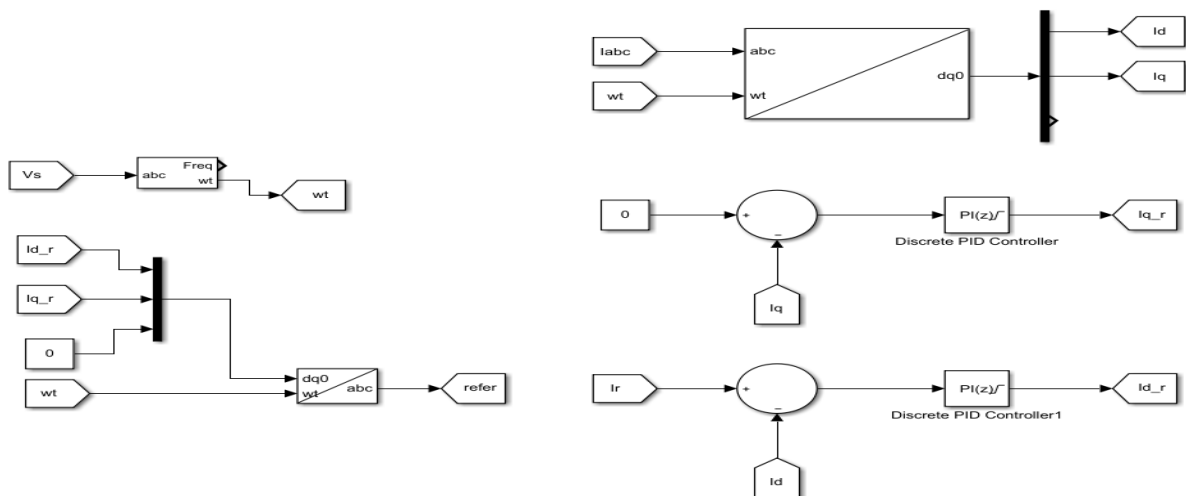 Vs
abc
Freq
wt
wt
Id_r
Iq_r
0
wt
dq0
wt
abc
refer
Iabc
wt
abc
wt
dq0
Id
Iq
0
+
−
Iq
PI(z)
Discrete PID Controller
Iq_r
Ir
+
−
Id
PI(z)
Discrete PID Controller1
Id_r